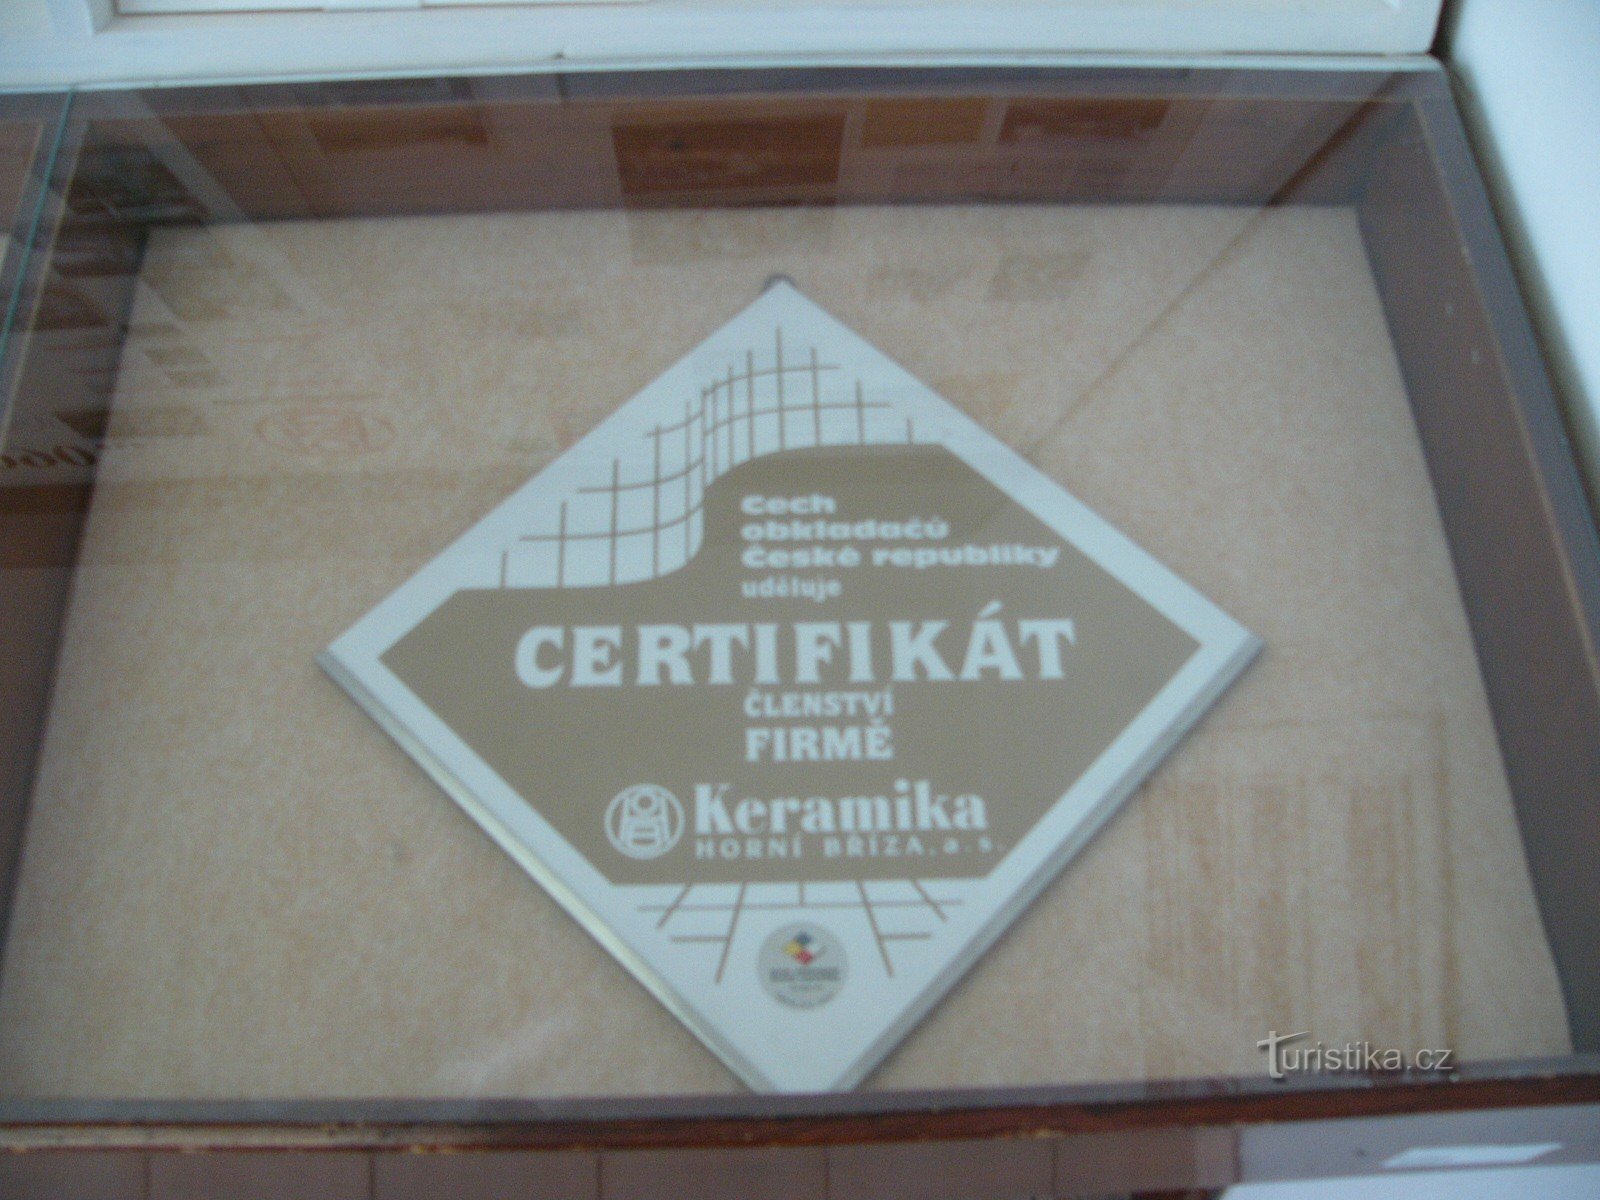 Cech
obkladačů
České republiky
uděluje
CERTIFIKÁT
ČLENSTVÍ
FIRMĚ
Keramika
HORNÍ BŘÍZA, a.s.
Turistika.cz